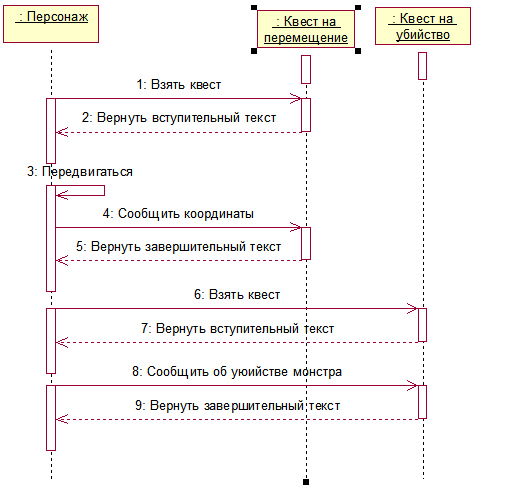 : Персонаж
: Квест на
перемещение
: Квест на
убийство
1: Взять квест
2: Вернуть вступительный текст
3: Передвигаться
4: Сообщить координаты
5: Вернуть завершительный текст
6: Взять квест
7: Вернуть вступительный текст
8: Сообщить об уюийстве монстра
9: Вернуть завершительный текст